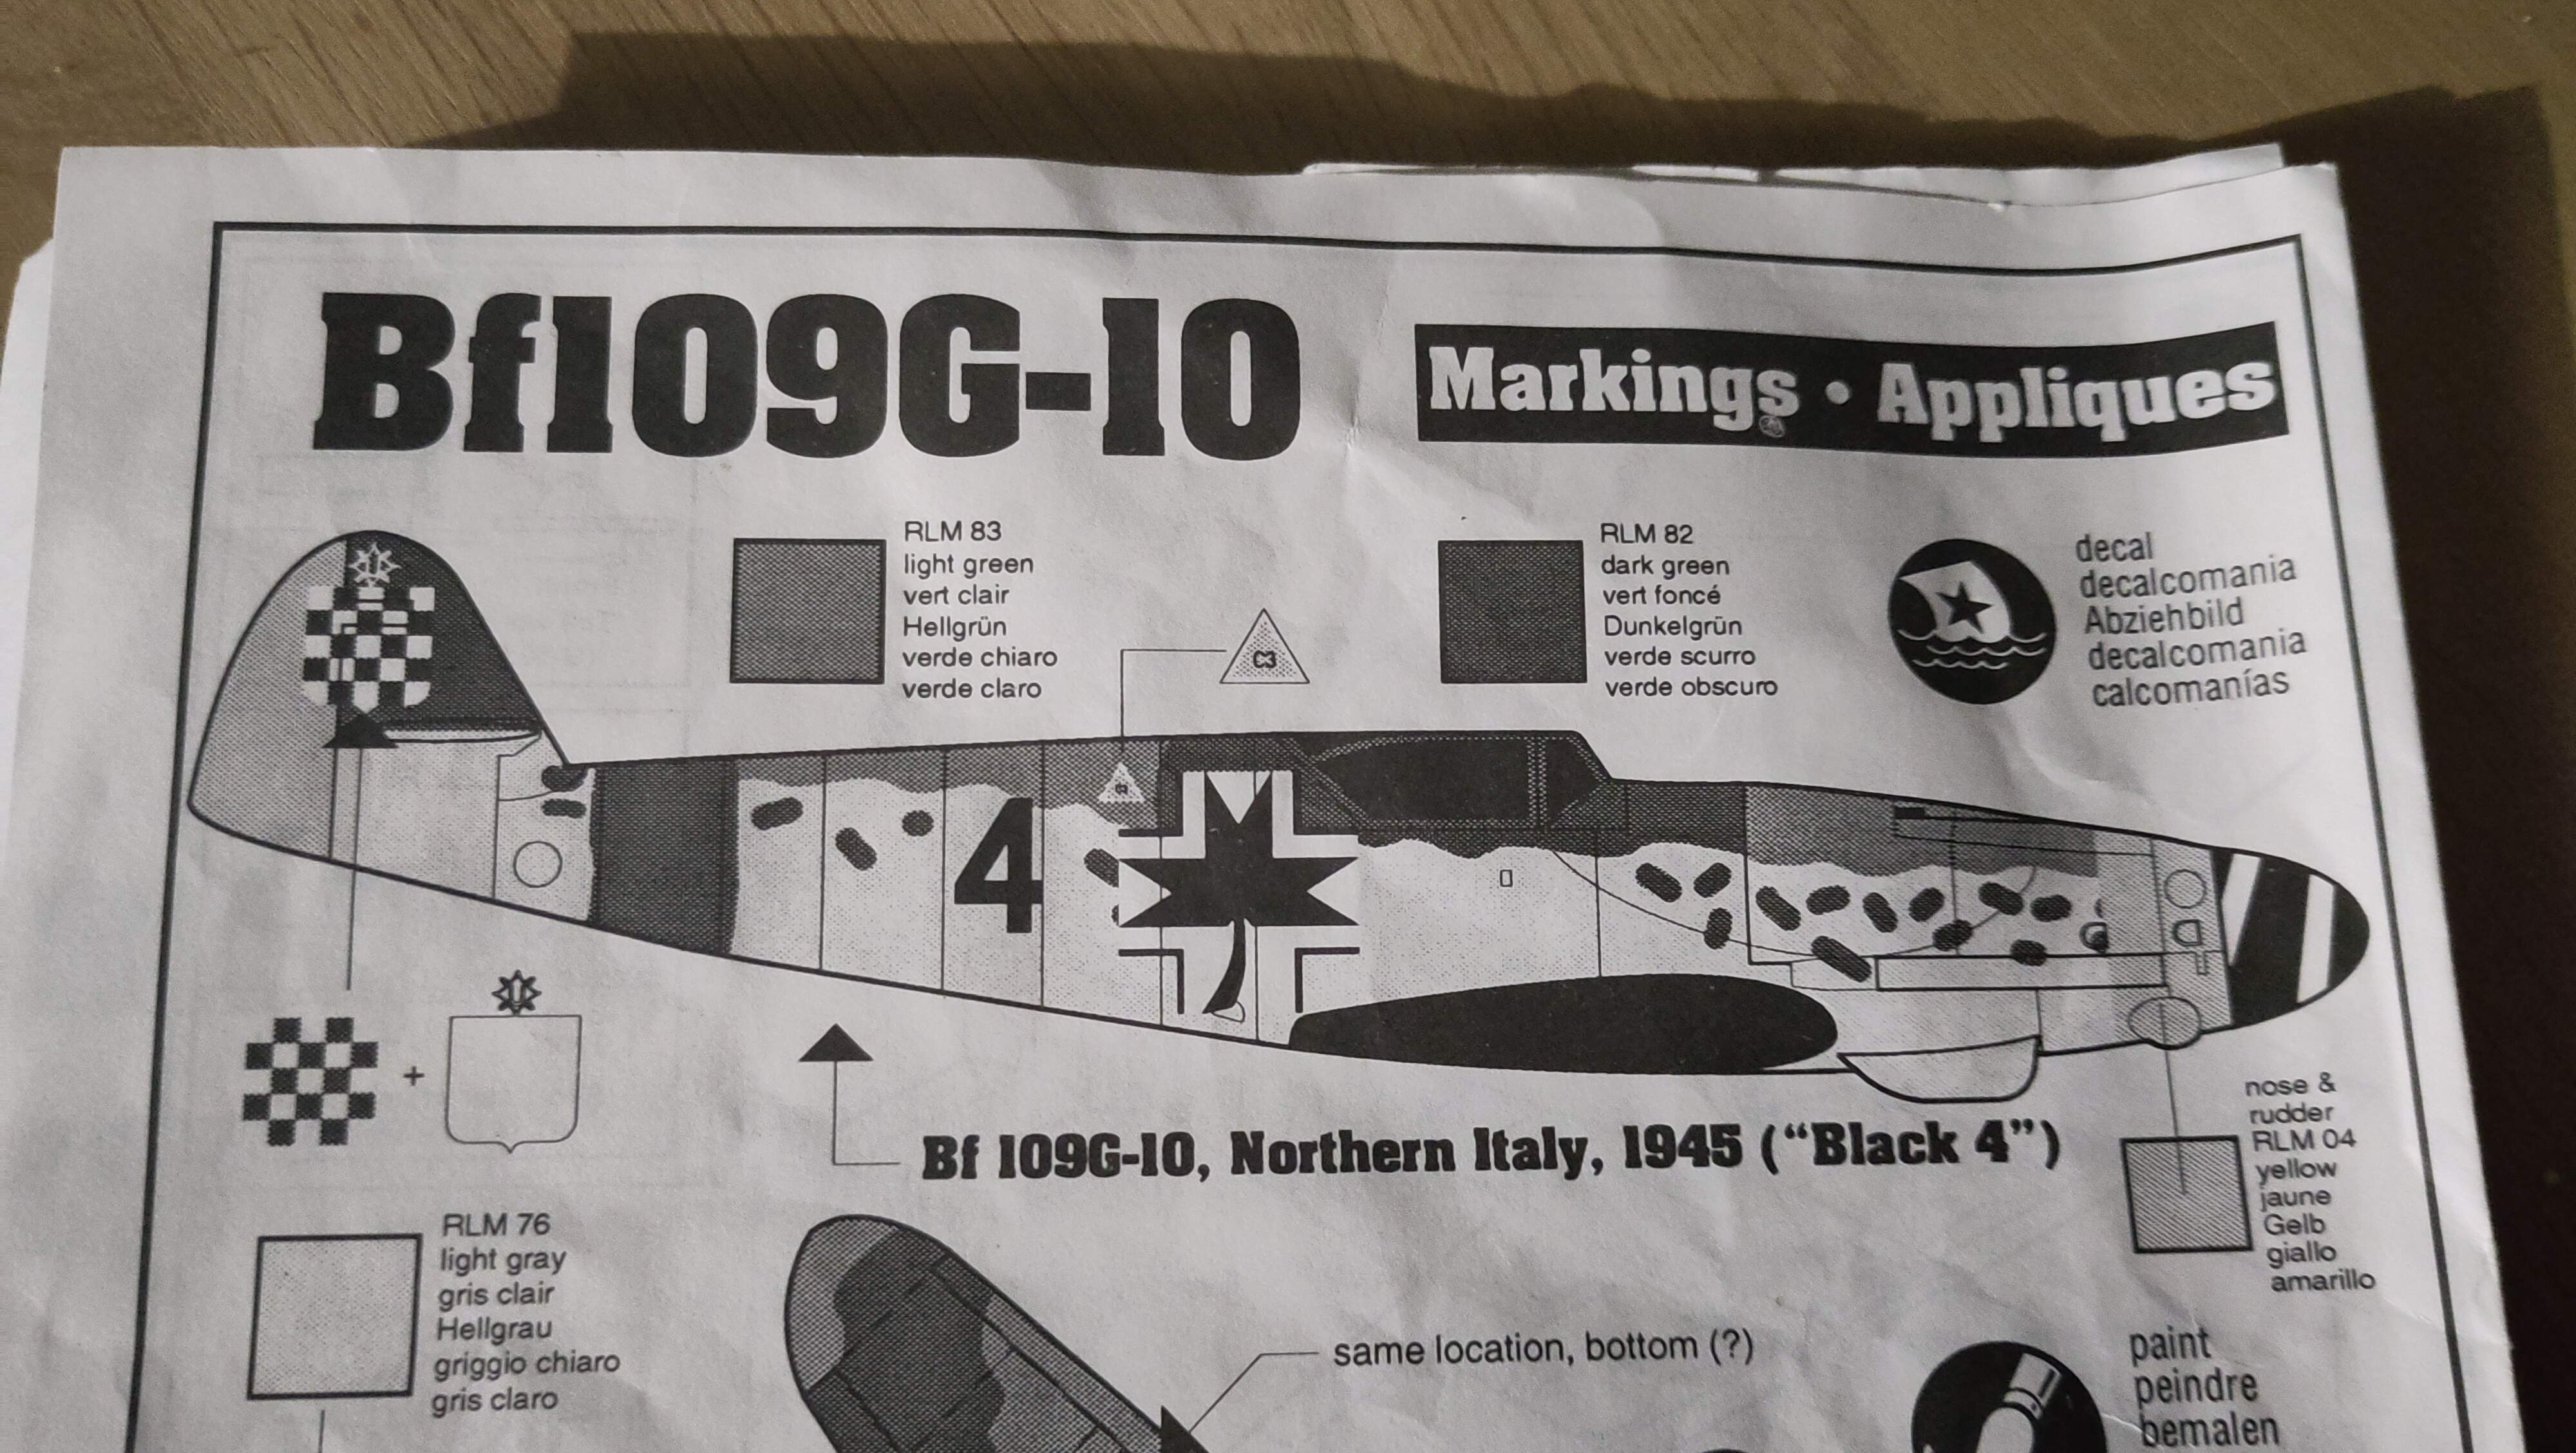 Bf109G-10
Markings • Appliques
RLM 83
light green
vert clair
Hellgrün
verde chiaro
verde claro
RLM 82
dark green
vert foncé
Dunkelgrün
verde scurro
verde obscuro
decal
decalcomania
Abziehbild
decalcomania
calcomanías
C3
4
+
Bf 109G-10, Northern Italy, 1945 ("Black 4")
nose &
rudder
RLM 04
yellow
jaune
Gelb
giallo
amarillo
RLM 76
light gray
gris clair
Hellgrau
griggio chiaro
gris claro
same location, bottom (?)
paint
peindre
bemalen